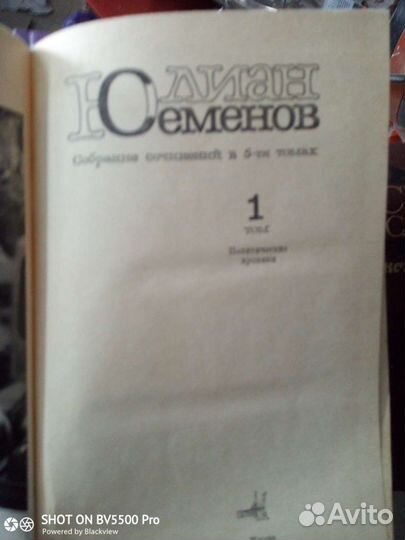 Юлиан
Семенов
Собрание сочинений в 5-ти томах
1
том
Политические
хроники
SHOT ON BV5500 Pro
Powered by Blackview
Avito